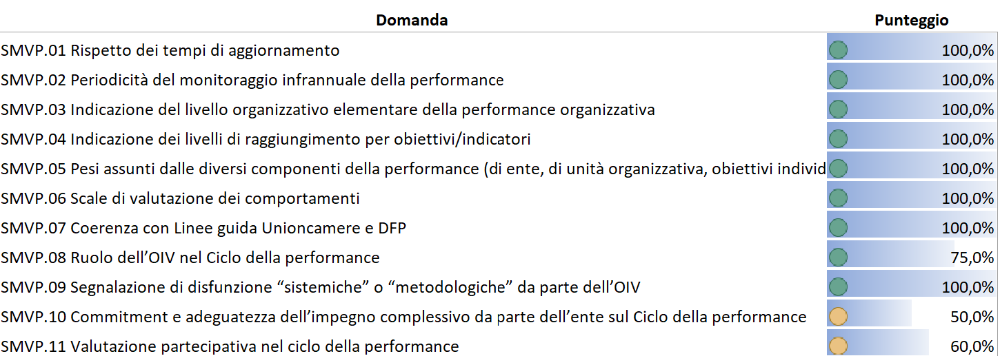 Domanda Punteggio
SMVP.01 Rispetto dei tempi di aggiornamento 100,0%
SMVP.02 Periodicità del monitoraggio infrannuale della performance 100,0%
SMVP.03 Indicazione del livello organizzativo elementare della performance organizzativa 100,0%
SMVP.04 Indicazione dei livelli di raggiungimento per obiettivi/indicatori 100,0%
SMVP.05 Pesi assunti dalle diversi componenti della performance (di ente, di unità organizzativa, obiettivi individ 100,0%
SMVP.06 Scale di valutazione dei comportamenti 100,0%
SMVP.07 Coerenza con Linee guida Unioncamere e DFP 100,0%
SMVP.08 Ruolo dell’OIV nel Ciclo della performance 75,0%
SMVP.09 Segnalazione di disfunzione “sistemiche” o “metodologiche” da parte dell’OIV 100,0%
SMVP.10 Commitment e adeguatezza dell’impegno complessivo da parte dell’ente sul Ciclo della performance 50,0%
SMVP.11 Valutazione partecipativa nel ciclo della performance 60,0%